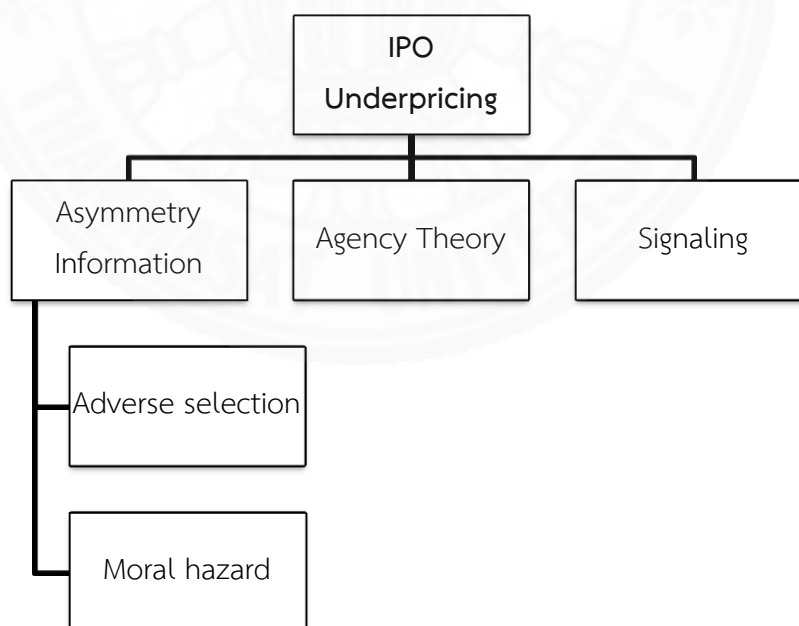 IPO
Underpricing
Asymmetry
Information
Agency Theory
Signaling
Adverse selection
Moral hazard